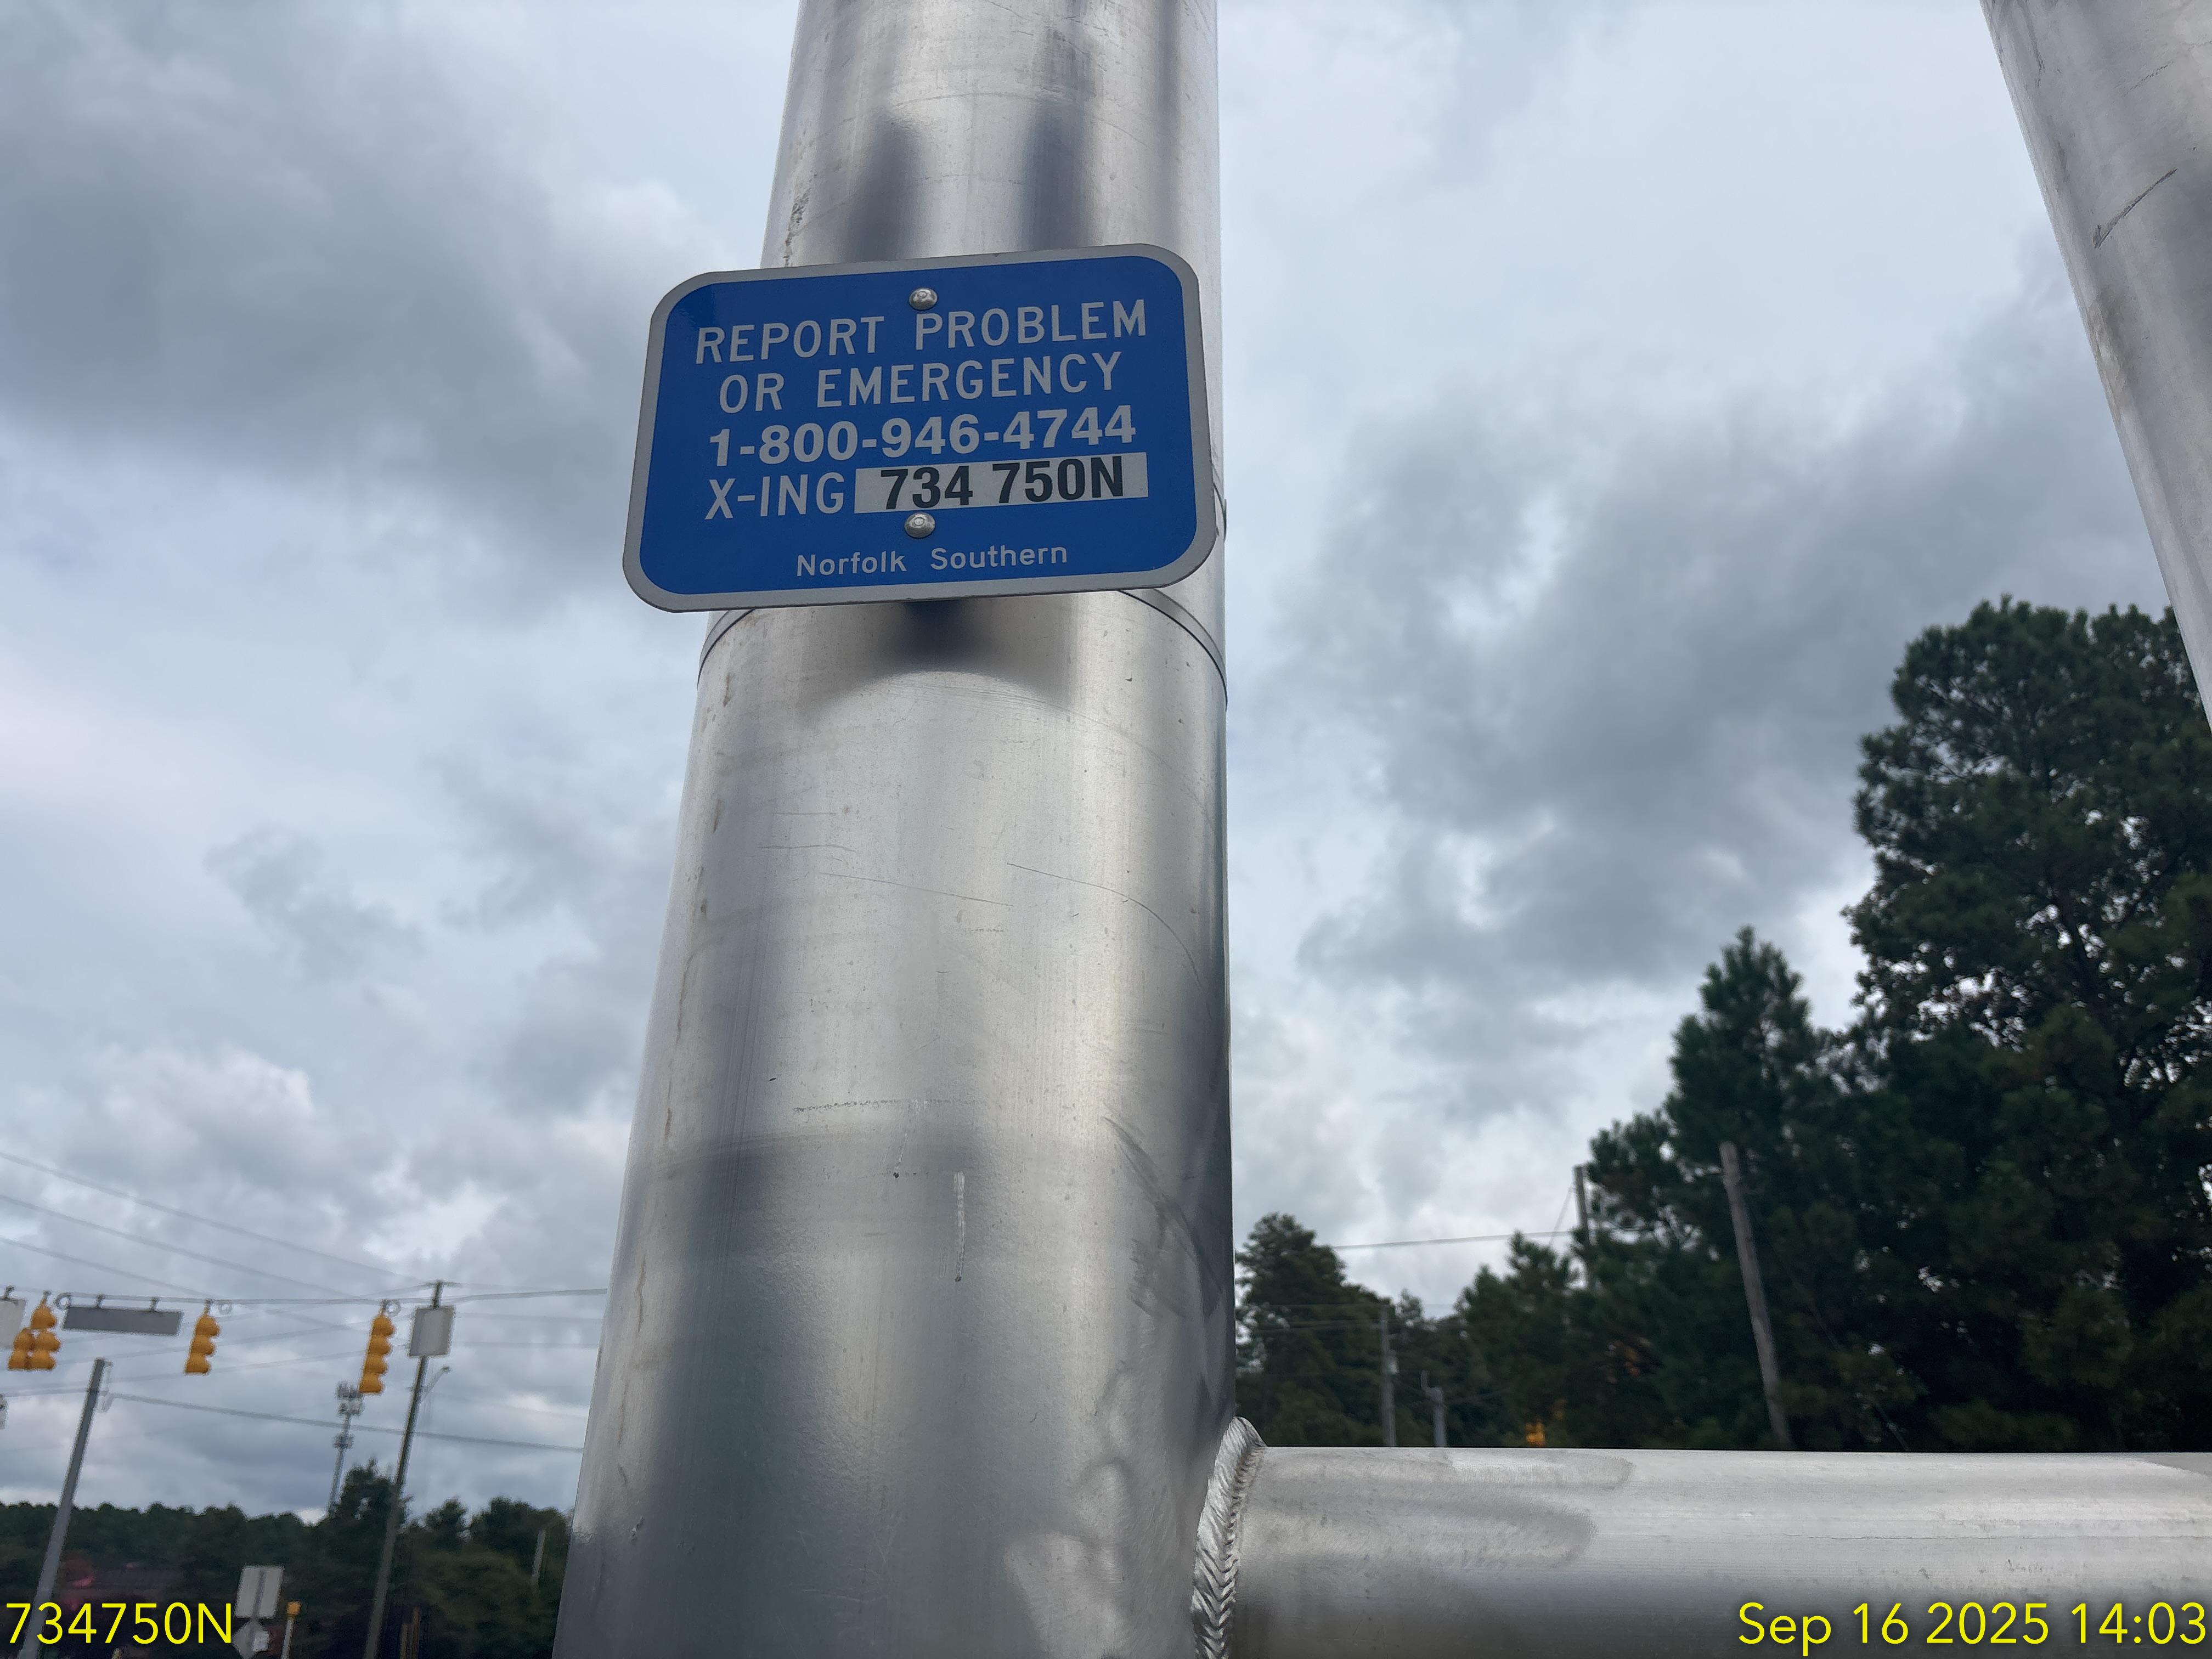 REPORT PROBLEM
OR EMERGENCY
1-800-946-4744
X-ING 734 750N
Norfolk Southern
734750N
Sep 16 2025 14:03